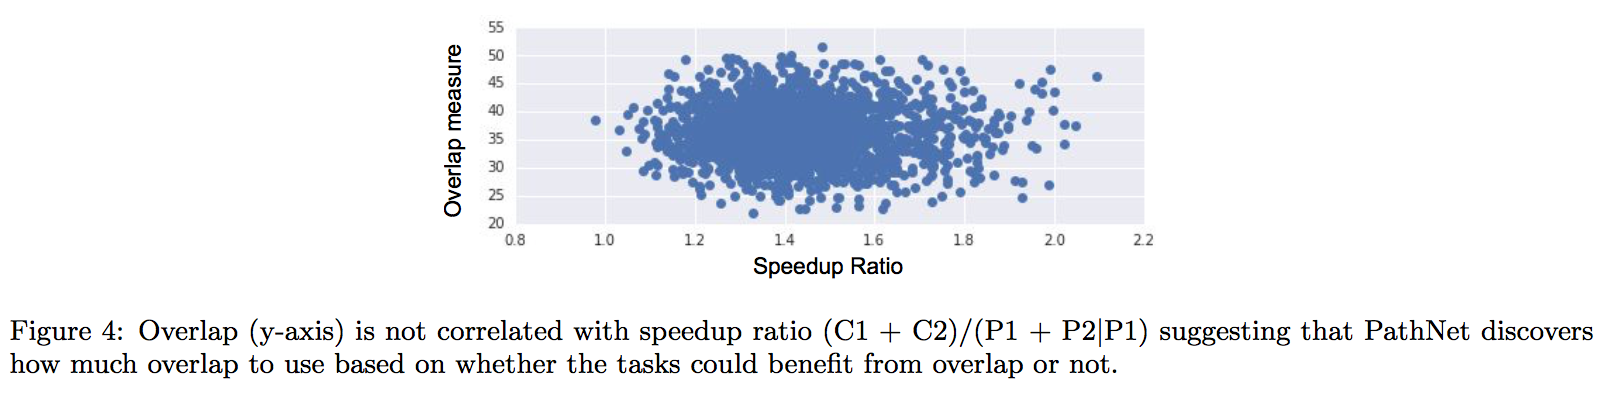 55
50
45
40
35
30
25
20
Overlap measure
0.8 1.0 1.2 1.4 1.6 1.8 2.0 2.2
Speedup Ratio
Figure 4: Overlap (y-axis) is not correlated with speedup ratio (C1 + C2)/(P1 + P2|P1) suggesting that PathNet discovers
how much overlap to use based on whether the tasks could benefit from overlap or not.